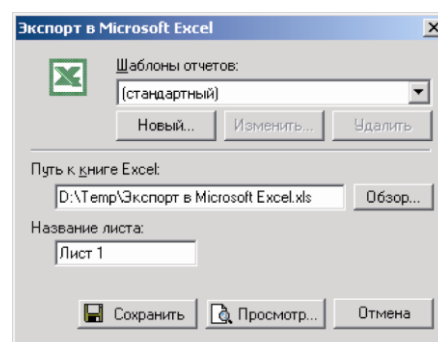 Экспорт в Microsoft Excel
Шаблоны отчетов:
(стандартный)
Новый... Изменить... Удалить
Путь к книге Excel:
D:\Temp\Экспорт в Microsoft Excel.xls Обзор...
Название листа:
Лист 1
Сохранить Просмотр... Отмена